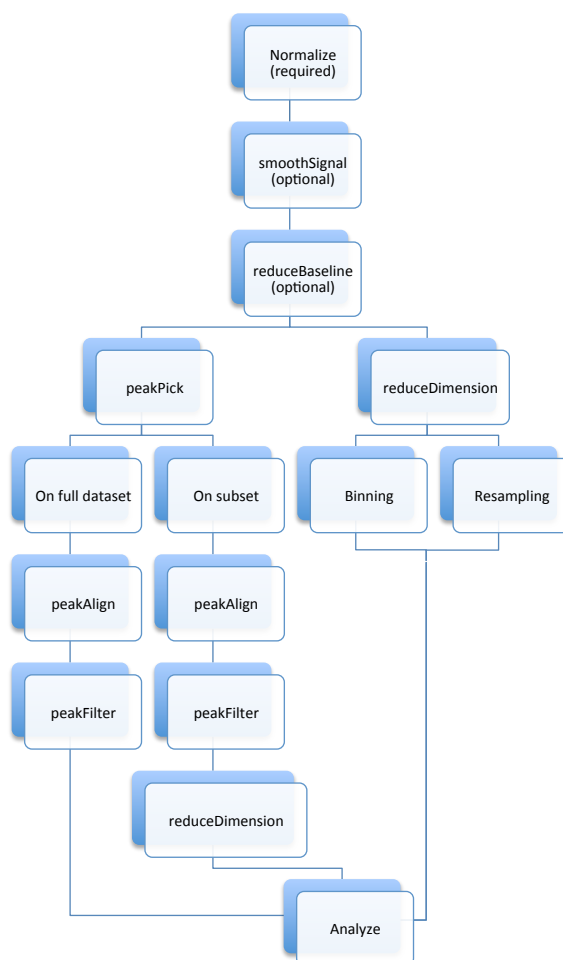 Normalize
(required)
smoothSignal
(optional)
reduceBaseline
(optional)
peakPick
reduceDimension
On full dataset
On subset
Binning
Resampling
peakAlign
peakAlign
peakFilter
peakFilter
reduceDimension
Analyze